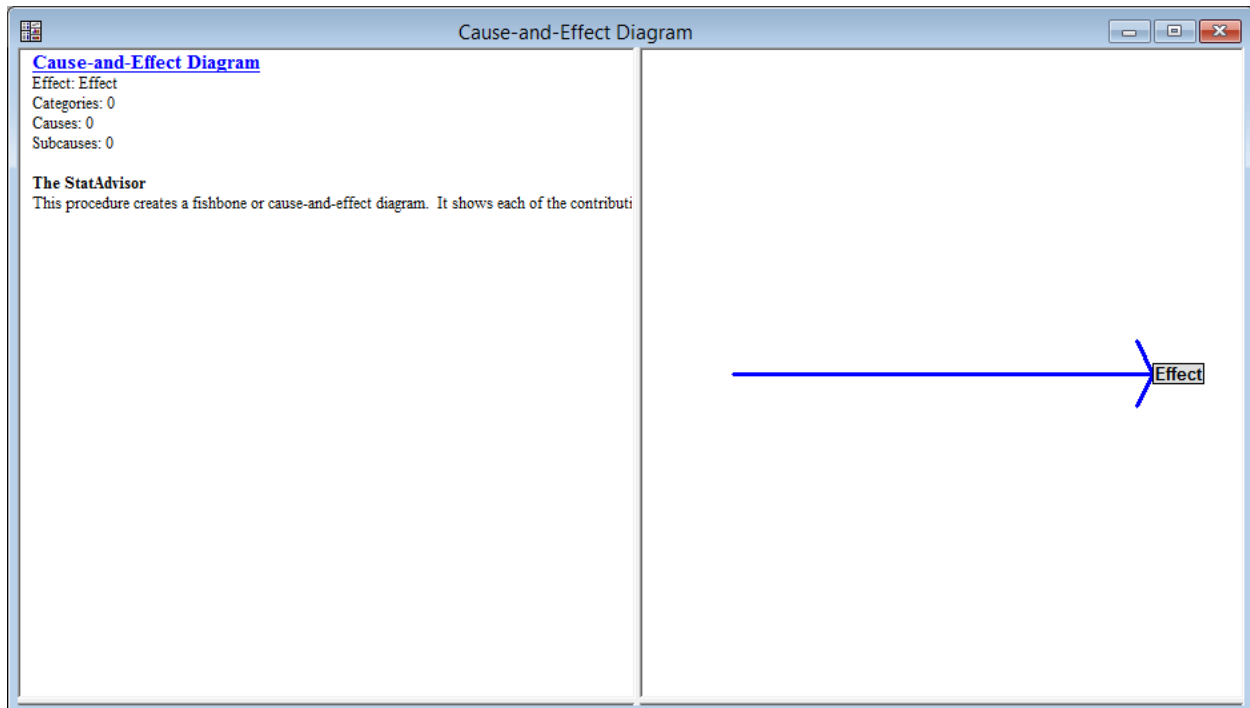 Cause-and-Effect Diagram
Cause-and-Effect Diagram
Effect: Effect
Categories: 0
Causes: 0
Subcauses: 0
The StatAdvisor
This procedure creates a fishbone or cause-and-effect diagram.  It shows each of the contributi
Effect